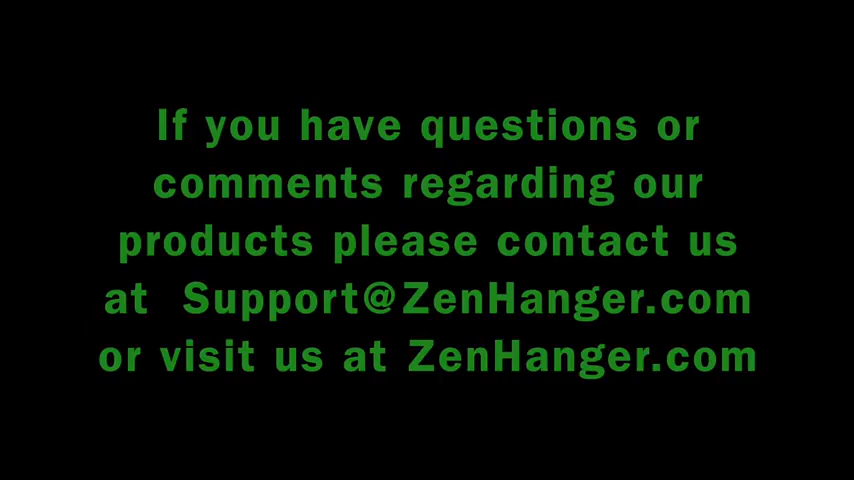 If you have questions or
comments regarding our
products please contact us
at  Support@ZenHanger.com
or visit us at ZenHanger.com